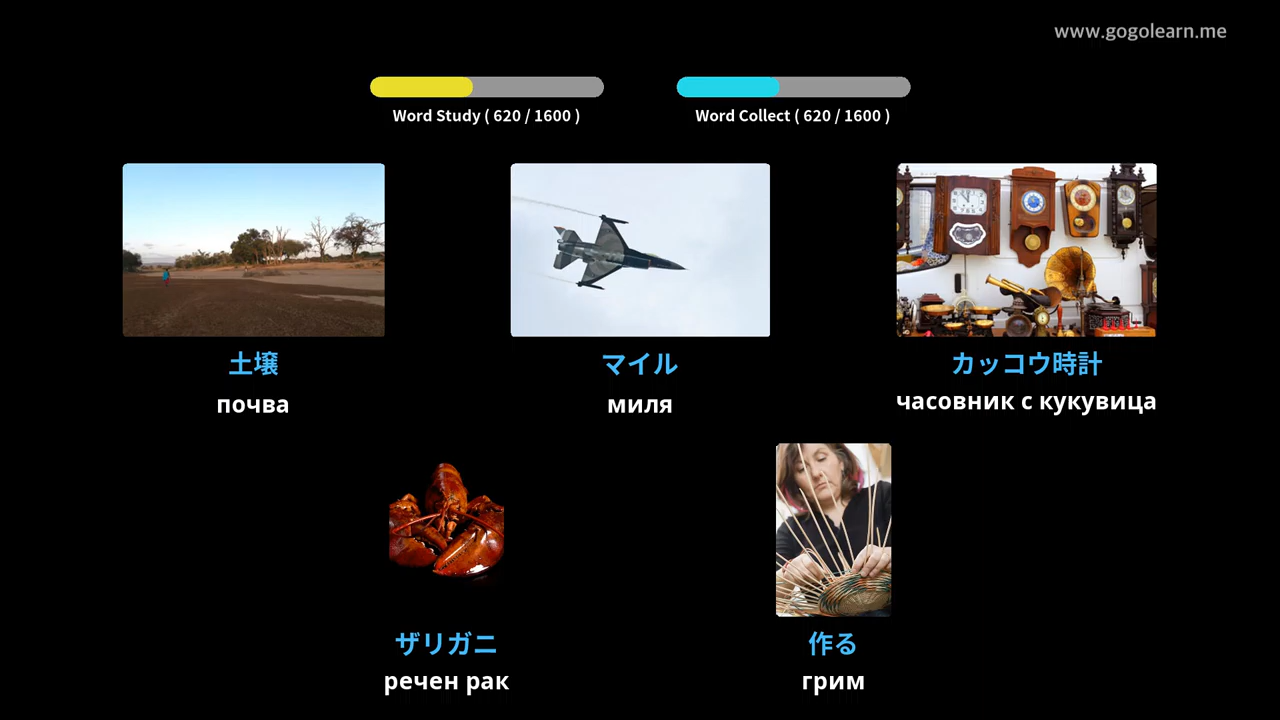 www.gogolearn.me
Word Study ( 620 / 1600 )
Word Collect ( 620 / 1600 )
土壌
почва
マイル
миля
カッコウ時計
часовник с кукувица
ザリガニ
речен рак
作る
грим